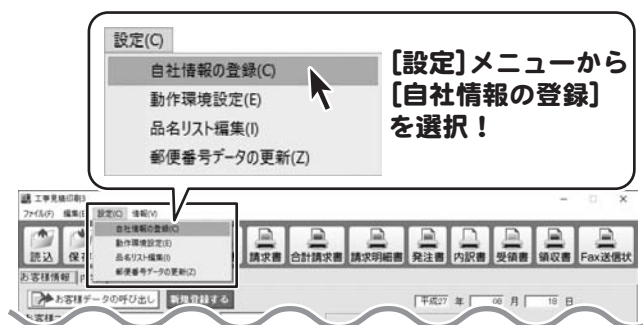 設定(C)
自社情報の登録(C)
動作環境設定(E)
品名リスト編集(I)
郵便番号データの更新(Z)
[設定]メニューから
[自社情報の登録]
を選択！
工事見積印刷3
ファイル(F) 編集(E) 設定(C) 情報(V)
自社情報の登録(C)
動作環境設定(E)
品名リスト編集(I)
郵便番号データの更新(Z)
読込 請求書 合計請求書 請求明細書 発注書 内訳書 受領書 領収書 Fax送信状
お客様情報
お客様データの呼び出し 新規登録する 平成27 年 08 月 18 日